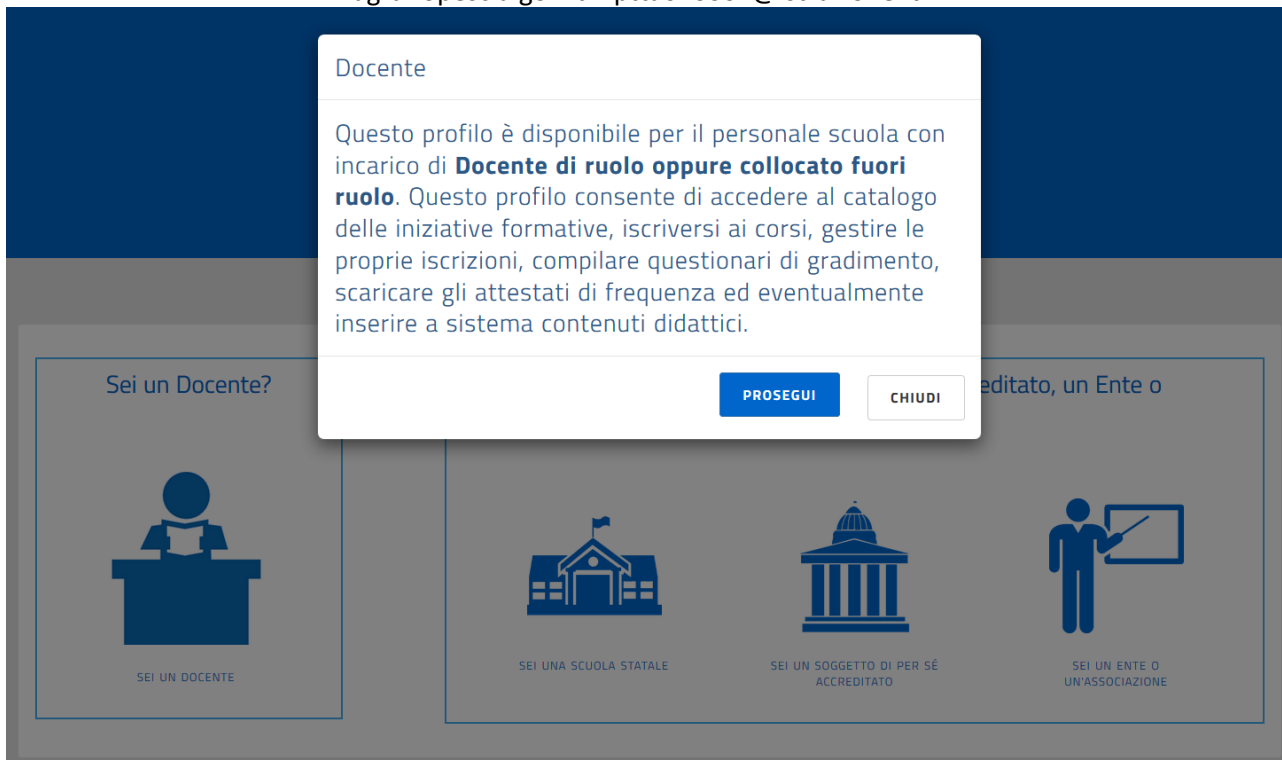 Docente
Questo profilo è disponibile per il personale scuola con
incarico di Docente di ruolo oppure collocato fuori
ruolo. Questo profilo consente di accedere al catalogo
delle iniziative formative, iscriversi ai corsi, gestire le
proprie iscrizioni, compilare questionari di gradimento,
scaricare gli attestati di frequenza ed eventualmente
inserire a sistema contenuti didattici.
PROSEGUI
CHIUDI
Sei un Docente?
editato, un Ente o
SEI UN DOCENTE
SEI UNA SCUOLA STATALE
SEI UN SOGGETTO DI PER SÉ
ACCREDITATO
SEI UN ENTE O
UN'ASSOCIAZIONE